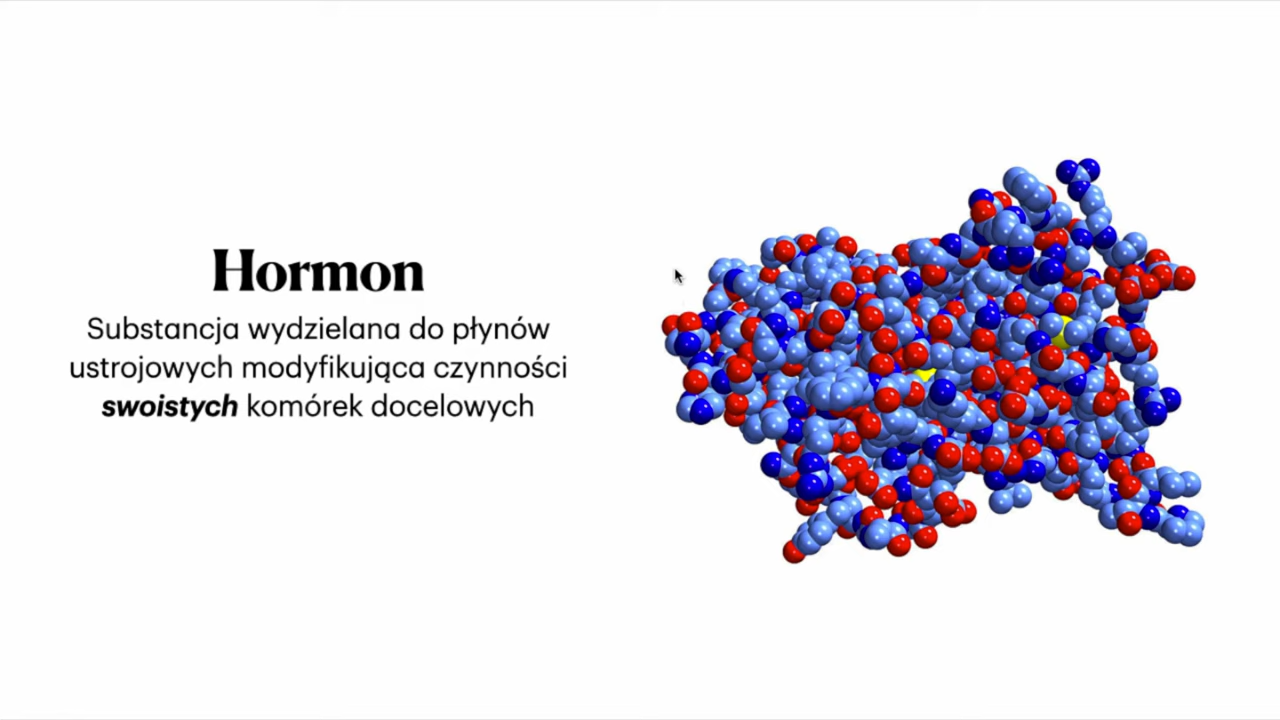 Hormon
Substancja wydzielana do płynów
ustrojowych modyfikująca czynności
swoistych komórek docelowych